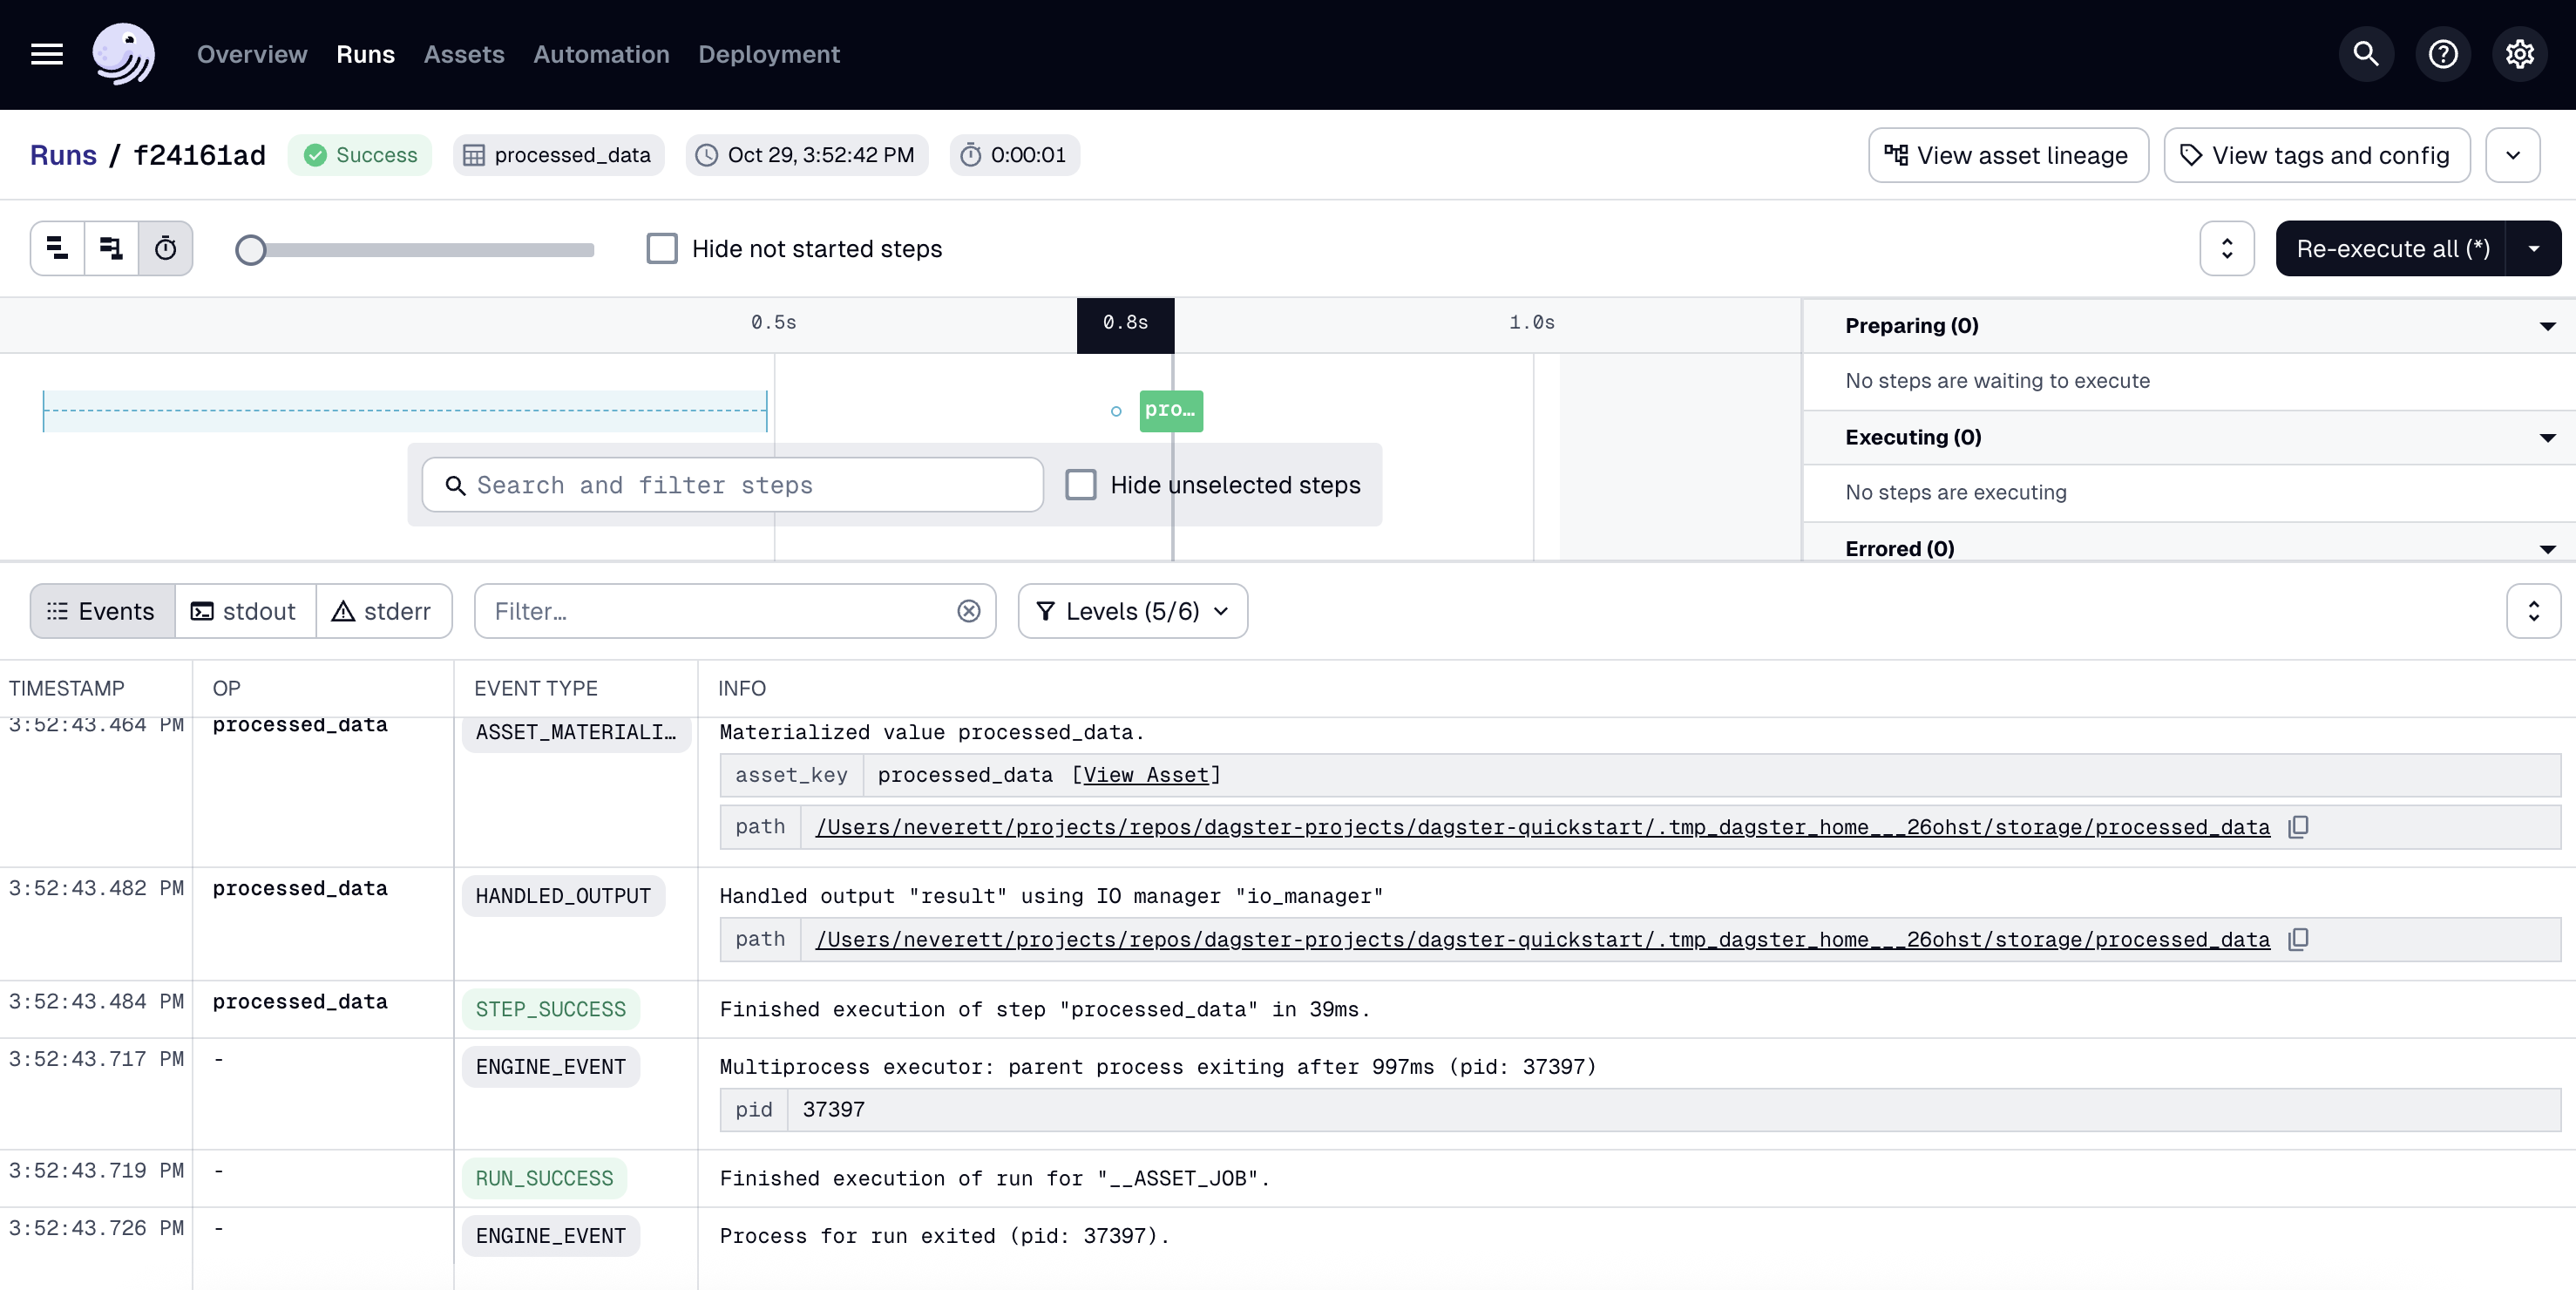 Overview Runs Assets Automation Deployment
Runs / f24161ad Success processed_data Oct 29, 3:52:42 PM 0:00:01 View asset lineage View tags and config
Hide not started steps Re-execute all (*)
0.5s 0.8s 1.0s
Preparing (0)
No steps are waiting to execute
pro…
Executing (0)
Search and filter steps Hide unselected steps
No steps are executing
Errored (0)
Events stdout stderr Filter… Levels (5/6)
TIMESTAMP OP EVENT TYPE INFO
3:52:43.464 PM processed_data ASSET_MATERIALI… Materialized value processed_data.
asset_key processed_data [View Asset]
path /Users/neverett/projects/repos/dagster-projects/dagster-quickstart/.tmp_dagster_home___26ohst/storage/processed_data
3:52:43.482 PM processed_data HANDLED_OUTPUT Handled output "result" using IO manager "io_manager"
path /Users/neverett/projects/repos/dagster-projects/dagster-quickstart/.tmp_dagster_home___26ohst/storage/processed_data
3:52:43.484 PM processed_data STEP_SUCCESS Finished execution of step "processed_data" in 39ms.
3:52:43.717 PM - ENGINE_EVENT Multiprocess executor: parent process exiting after 997ms (pid: 37397)
pid 37397
3:52:43.719 PM - RUN_SUCCESS Finished execution of run for "__ASSET_JOB".
3:52:43.726 PM - ENGINE_EVENT Process for run exited (pid: 37397).